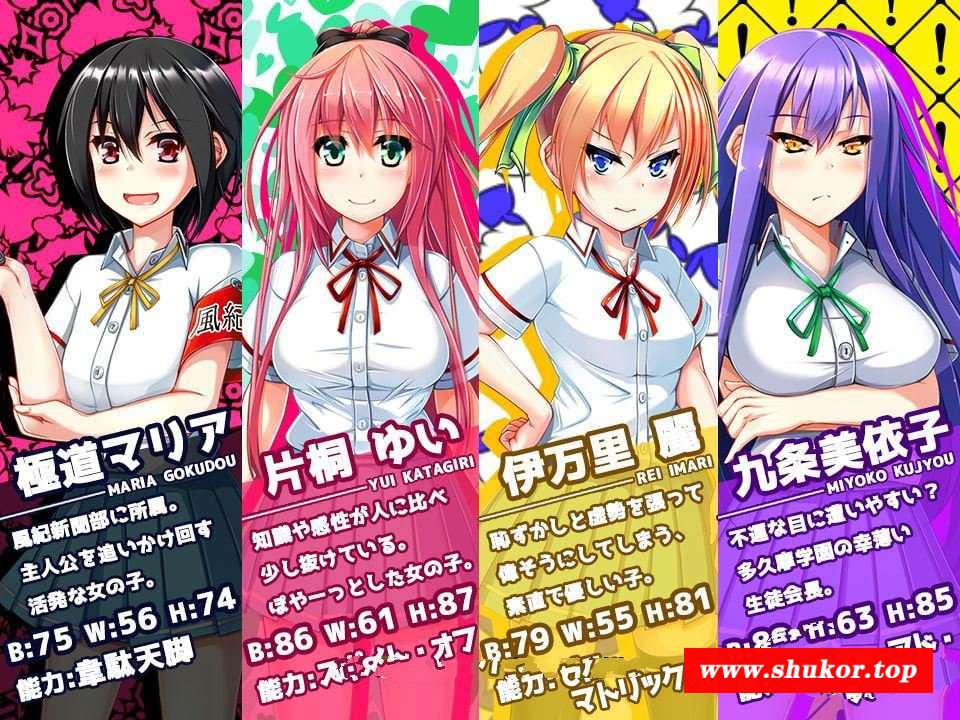 風紀
極道マリア
MARIA GOKUDOU
風紀新聞部に所属。
主人公を追いかけ回す
活発な女の子。
B:75 W:56 H:74
能力:韋駄天脚
片桐 ゆい
YUI KATAGIRI
知識や感性が人に比べ
少し抜けている。
ぽやーっとした女の子。
B:86 W:61 H:87
能力:
オブ
伊万里 麗
REI IMARI
恥ずかしと虚勢を張って
偉そうにしてしまう、
素直で優しい子。
B:79 W:55 H:81
能力:
マトリック
九条美依子
MIYOKO KUJYOU
不運な目に遭いやすい?
多久摩学園の幸薄い
生徒会長。
63 H:85
www.shukor.top